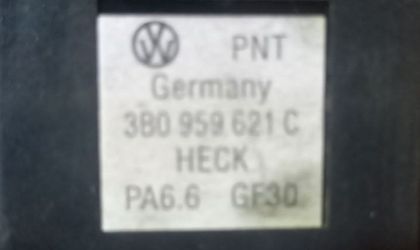 PNT
Germany
3B0 959 621 C
HECK
PA6.6 GF30